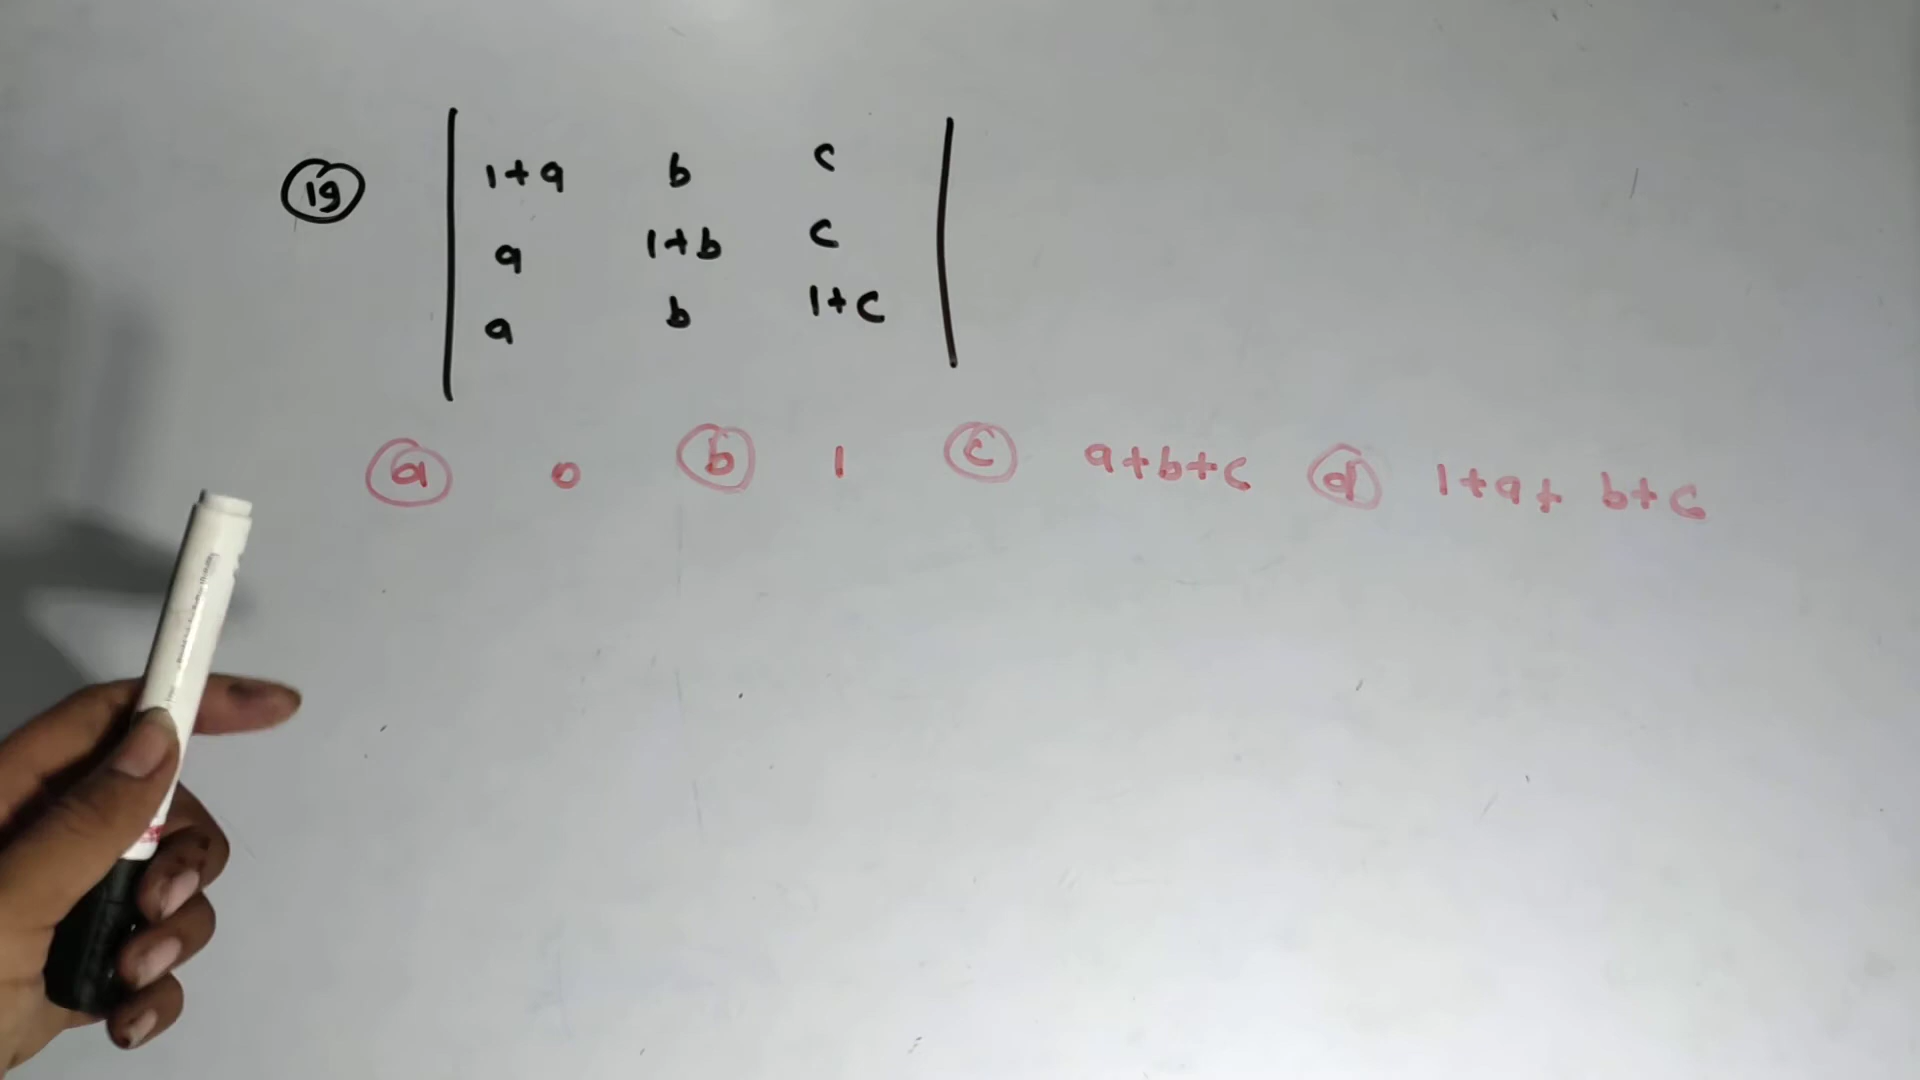 19
1+a b c
a 1+b c
a b 1+c
a 0 b 1 c a+b+c d 1+a+ b+c